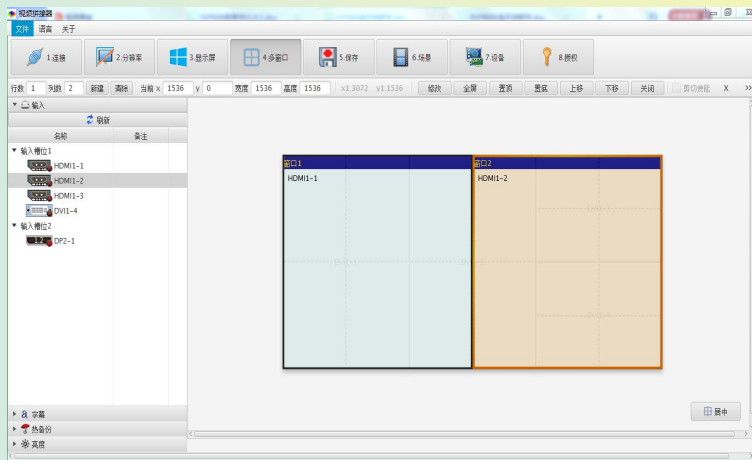 视频拼接器
文件 语言 关于
1.连接 2.分辨率 3.显示屏 4.多窗口 5.保存 6.场景 7.设备 8.授权
行数 1 列数 2 新建 清除 当前 x 1536 y 0 宽度 1536 高度 1536 x1:3072 y1:1536 修改 全屏 置顶 置底 上移 下移 关闭 剪切使能 X »
输入
刷新
名称 备注
输入槽位1
HDMI1-1
HDMI1-2
HDMI1-3
DVI1-4
输入槽位2
DP2-1
窗口1 窗口2
HDMI1-1 HDMI1-2
居中
a 字幕
热备份
亮度